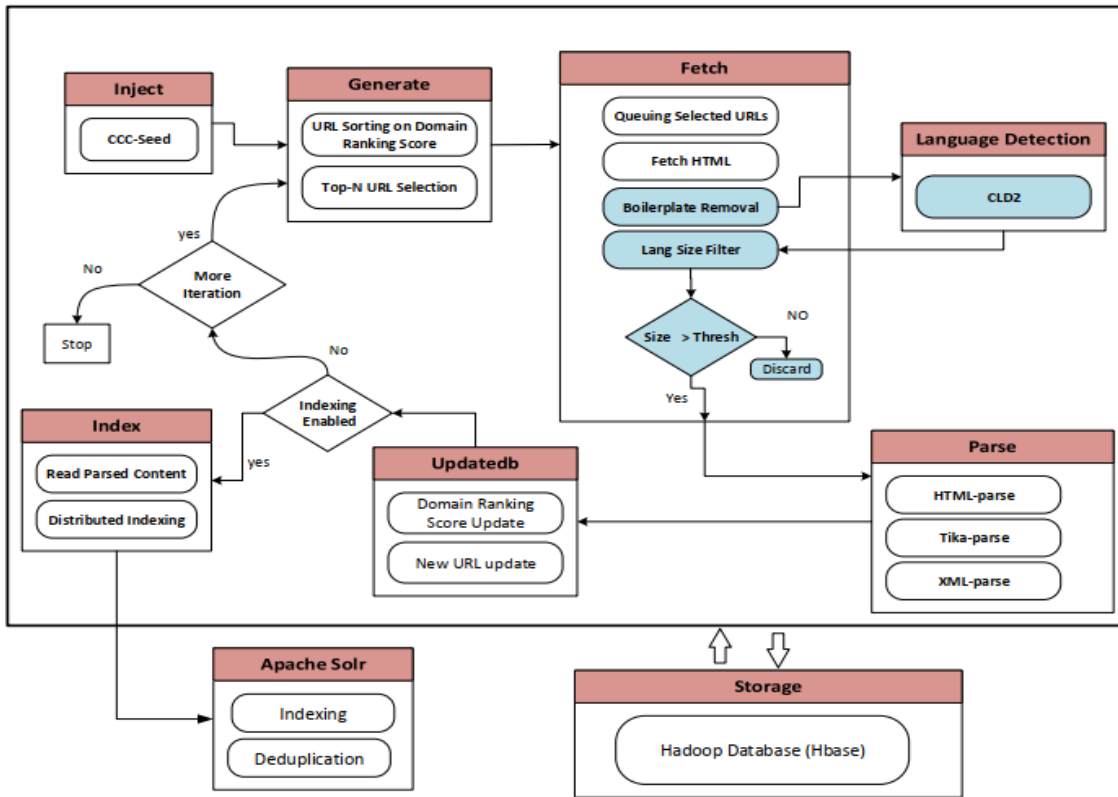 Inject
CCC-Seed
Generate
URL Sorting on Domain
Ranking Score
Top-N URL Selection
Fetch
Queuing Selected URLs
Fetch HTML
Boilerplate Removal
Lang Size Filter
Size > Thresh
NO
Discard
Yes
Language Detection
CLD2
yes
More
Iteration
No
Stop
No
Indexing
Enabled
yes
Index
Read Parsed Content
Distributed Indexing
Updatedb
Domain Ranking
Score Update
New URL update
Parse
HTML-parse
Tika-parse
XML-parse
Apache Solr
Indexing
Deduplication
Storage
Hadoop Database (Hbase)